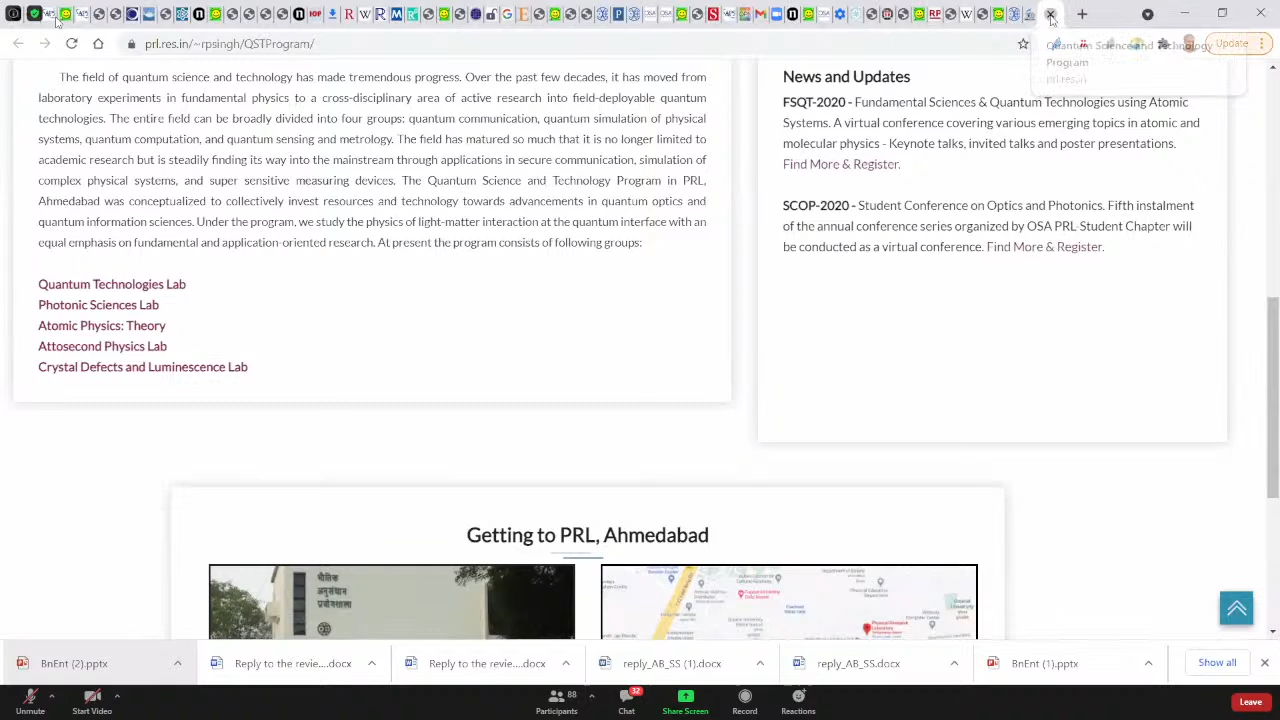 prl.res.in/~rpsingh/QSTProgram/
Update
Quantum Science and Technology
Program
prl.res.in
The field of quantum science and technology has made enormous progress. Over the past few decades, it has moved from
laboratory experiments in fundamental physics to an interdisciplinary area of active research into field-deployable quantum
technologies. The entire field can be broadly divided into four groups quantum communication, quantum simulation of physical
systems, quantum computation, and quantum sensing and metrology. The field has matured so much that it is no longer limited to
academic research but is steadily finding its way into the mainstream through applications in secure communication, simulation of
complex physical systems, and super sensitive measuring devices. The Quantum Science and Technology Program in PRL,
Ahmedabad was conceptualized to collectively invest resources and technology towards advancements in quantum optics and
quantum information sciences. Under the program, we study the physics of light-matter interaction at the quantum interface with an
equal emphasis on fundamental and application-oriented research. At present the program consists of following groups:
Quantum Technologies Lab
Photonic Sciences Lab
Atomic Physics: Theory
Attosecond Physics Lab
Crystal Defects and Luminescence Lab
News and Updates
FSQT-2020 - Fundamental Science & Quantum Technologies using Atomic
Systems. A virtual conference covering various emerging topics in atomic and
molecular physics - Keynote talks, invited talks and poster presentations.
Find More & Register.
SCOP-2020 - Student Conference on Optics and Photonics. Fifth instalment
of the annual conference series organized by OSA PRL-Student Chapter will
be conducted as a virtual conference. Find More & Register.
Getting to PRL, Ahmedabad
BnEnt (2).pptx
Reply to the revie....docx
Reply to the revie....docx
reply_AB_SS (1).docx
reply_AB_SS.docx
BnEnt (1).pptx
Show all
Unmute
Start Video
Participants
88
Chat
32
Share Screen
Record
Reactions
Leave